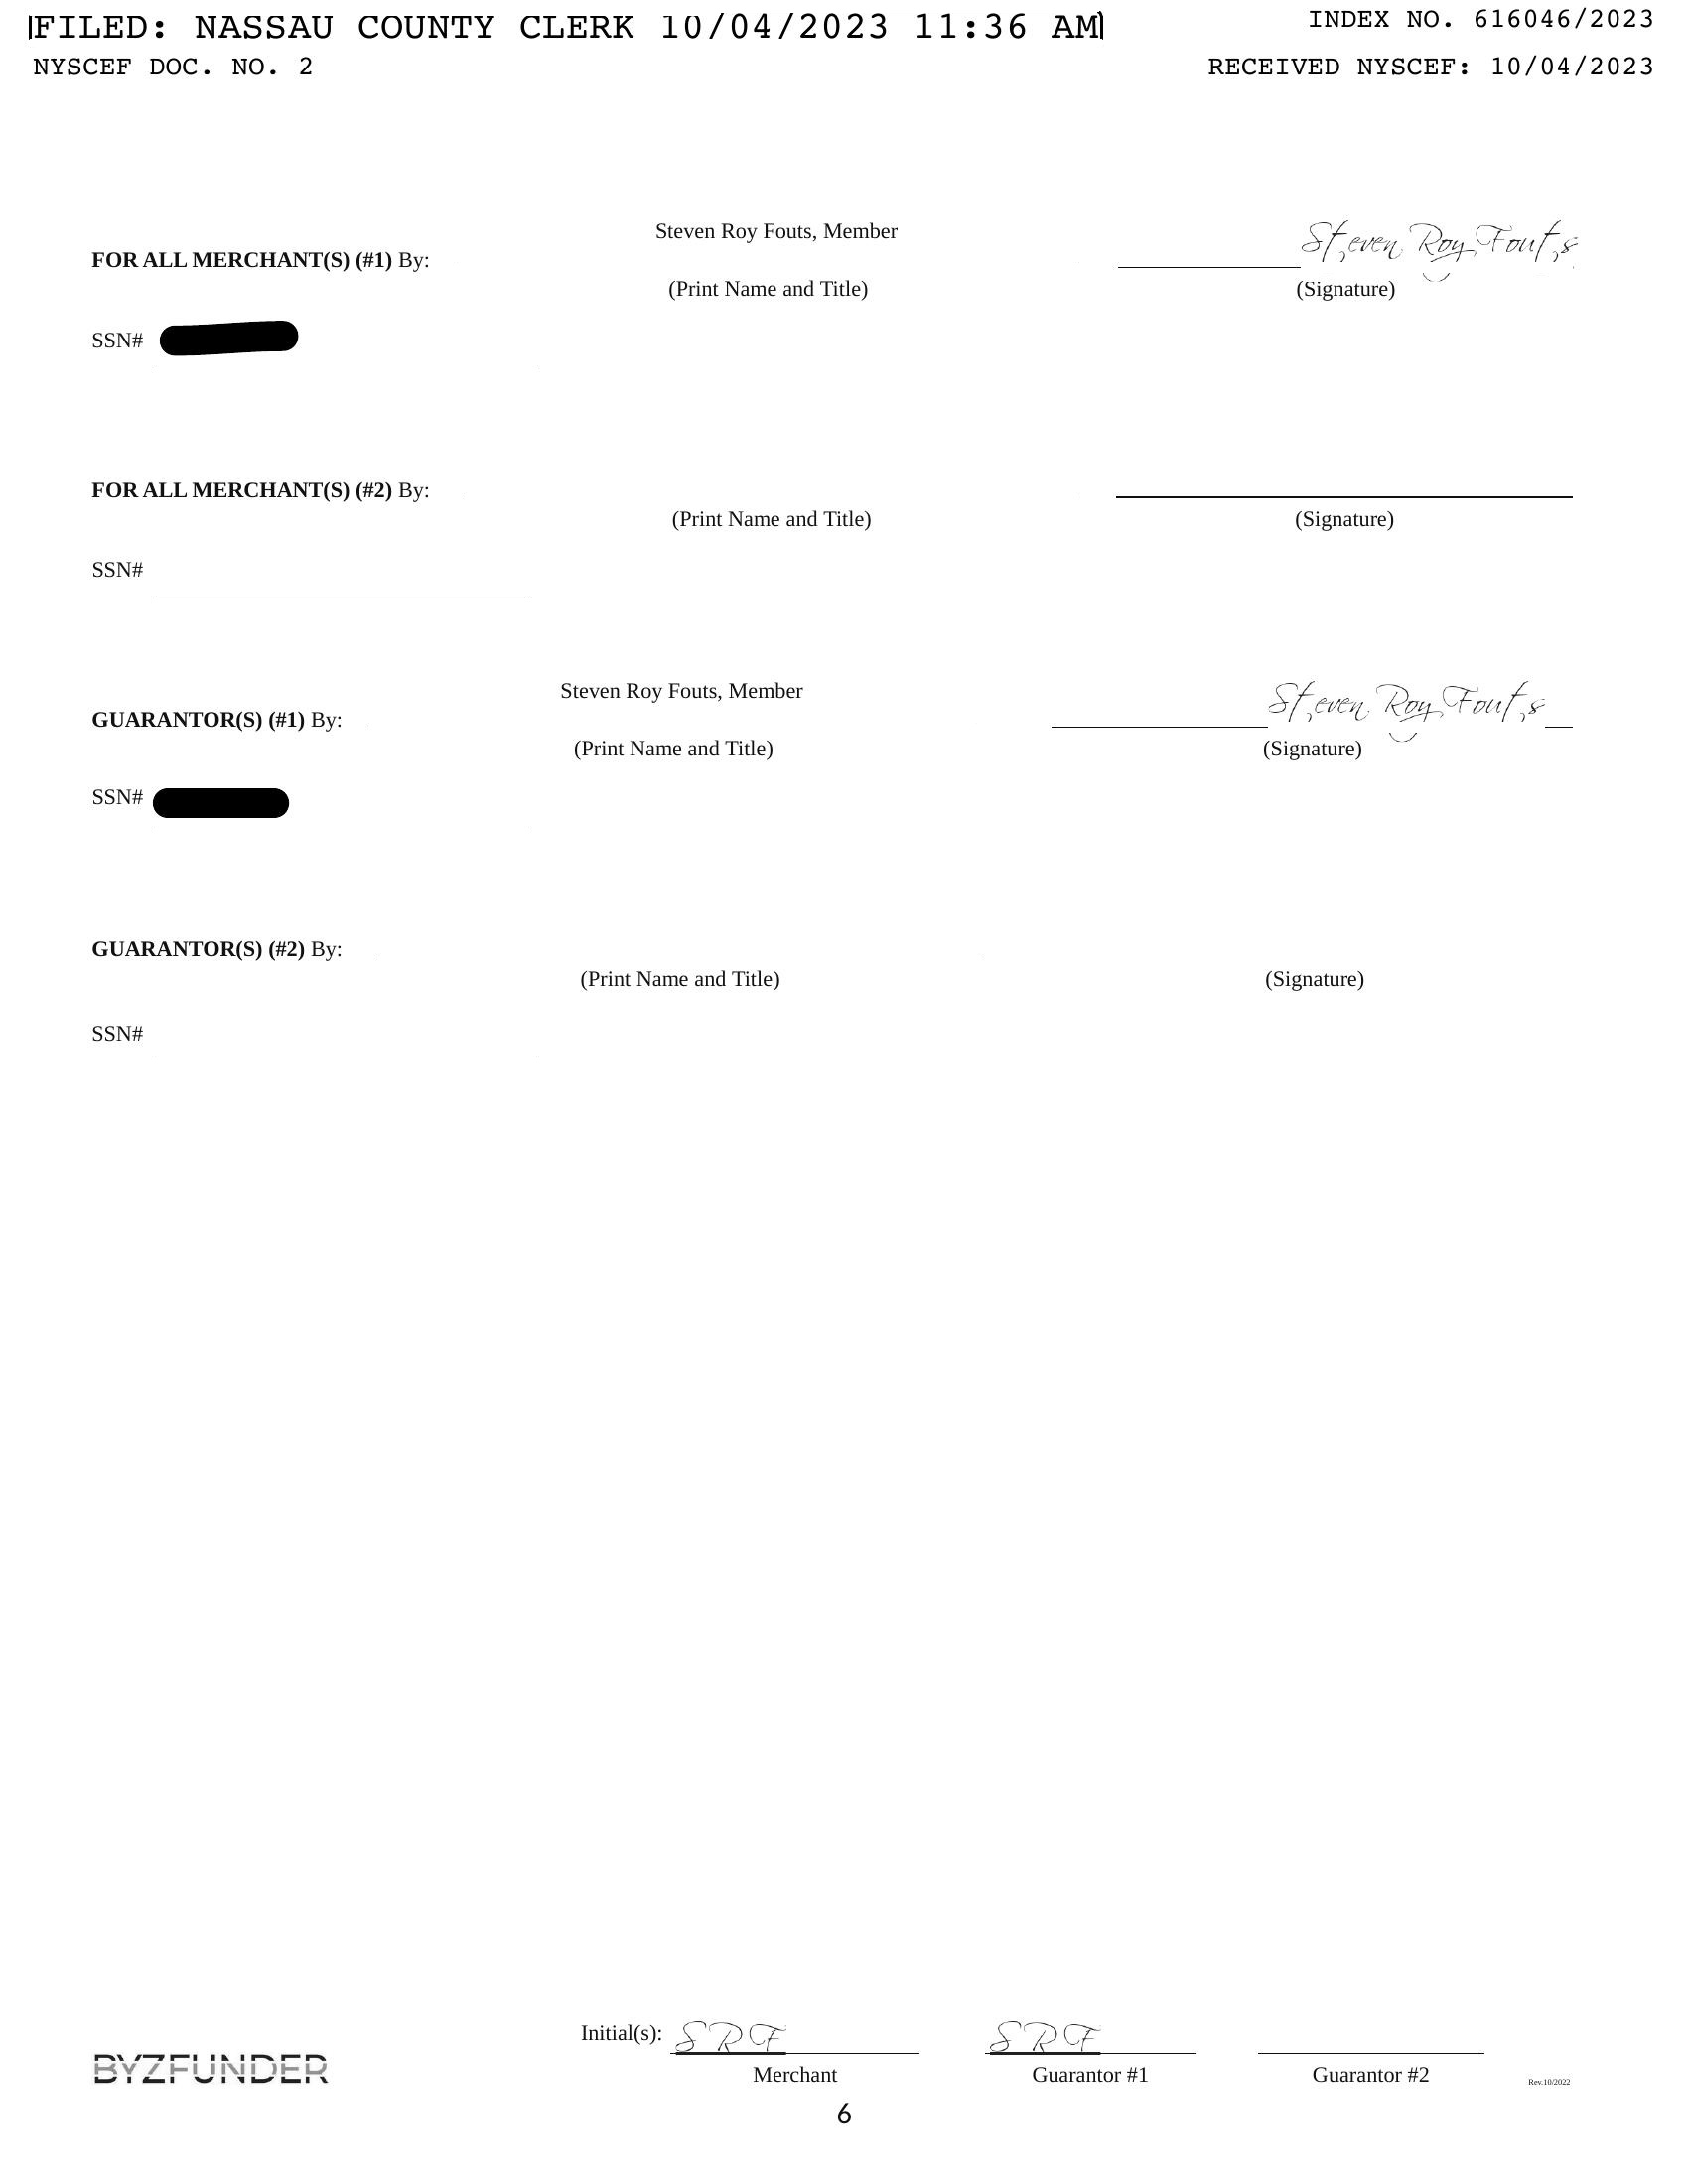 FILED: NASSAU COUNTY CLERK 10/04/2023 11:36 AM
INDEX NO. 616046/2023
NYSCEF DOC. NO. 2
RECEIVED NYSCEF: 10/04/2023
Steven Roy Fouts, Member
Steven Roy Fouts
FOR ALL MERCHANT(S) (#1) By:
(Print Name and Title)
(Signature)
SSN#
FOR ALL MERCHANT(S) (#2) By:
(Print Name and Title)
(Signature)
SSN#
Steven Roy Fouts, Member
Steven Roy Fouts
GUARANTOR(S) (#1) By:
(Print Name and Title)
(Signature)
SSN#
GUARANTOR(S) (#2) By:
(Print Name and Title)
(Signature)
SSN#
Initial(s): SRF SRF
BYZFUNDER
Merchant
Guarantor #1
Guarantor #2
Rev.10/2022
6